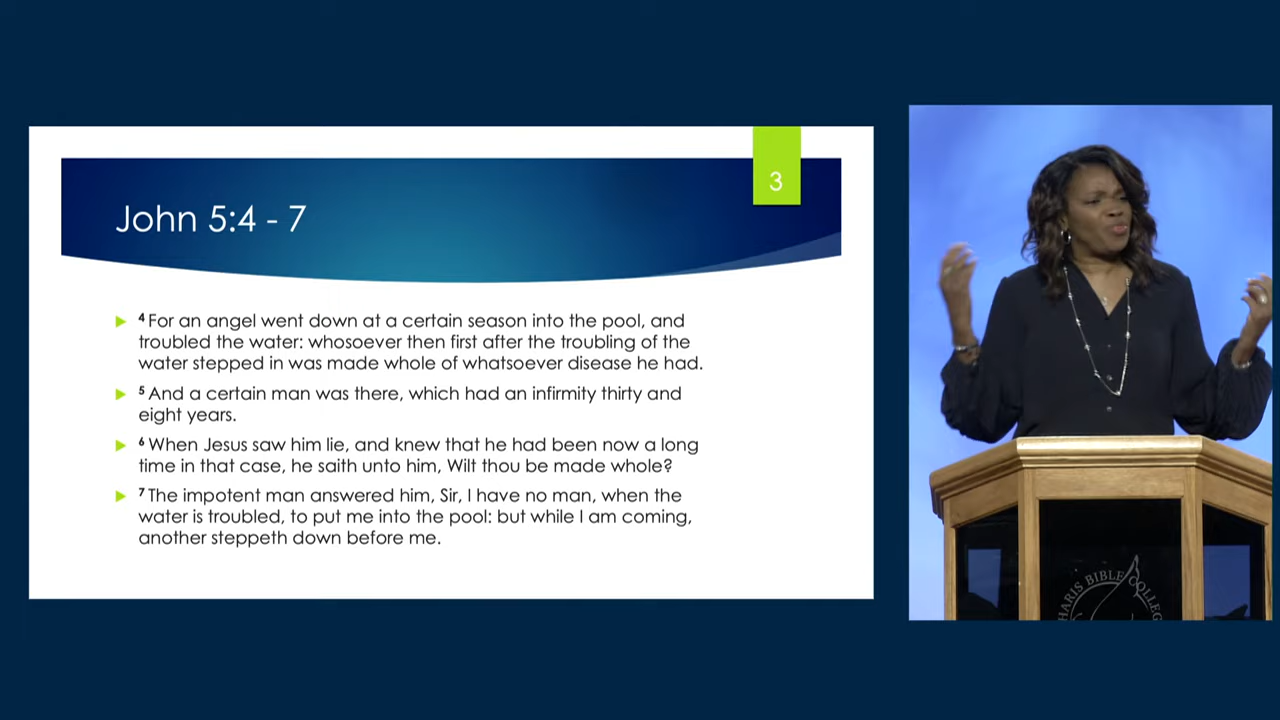 3
John 5:4 - 7
4 For an angel went down at a certain season into the pool, and
troubled the water: whosoever then first after the troubling of the
water stepped in was made whole of whatsoever disease he had.
5 And a certain man was there, which had an infirmity thirty and
eight years.
6 When Jesus saw him lie, and knew that he had been now a long
time in that case, he saith unto him, Wilt thou be made whole?
7 The impotent man answered him, Sir, I have no man, when the
water is troubled, to put me into the pool: but while I am coming,
another steppeth down before me.
HARIS BIBLE COLLEG